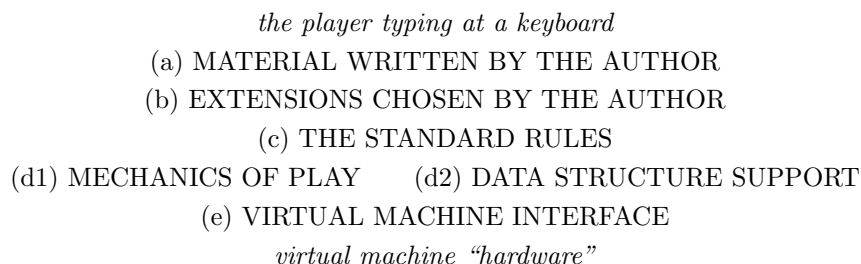 the player typing at a keyboard
(a) MATERIAL WRITTEN BY THE AUTHOR
(b) EXTENSIONS CHOSEN BY THE AUTHOR
(c) THE STANDARD RULES
(d1) MECHANICS OF PLAY (d2) DATA STRUCTURE SUPPORT
(e) VIRTUAL MACHINE INTERFACE
virtual machine “hardware”